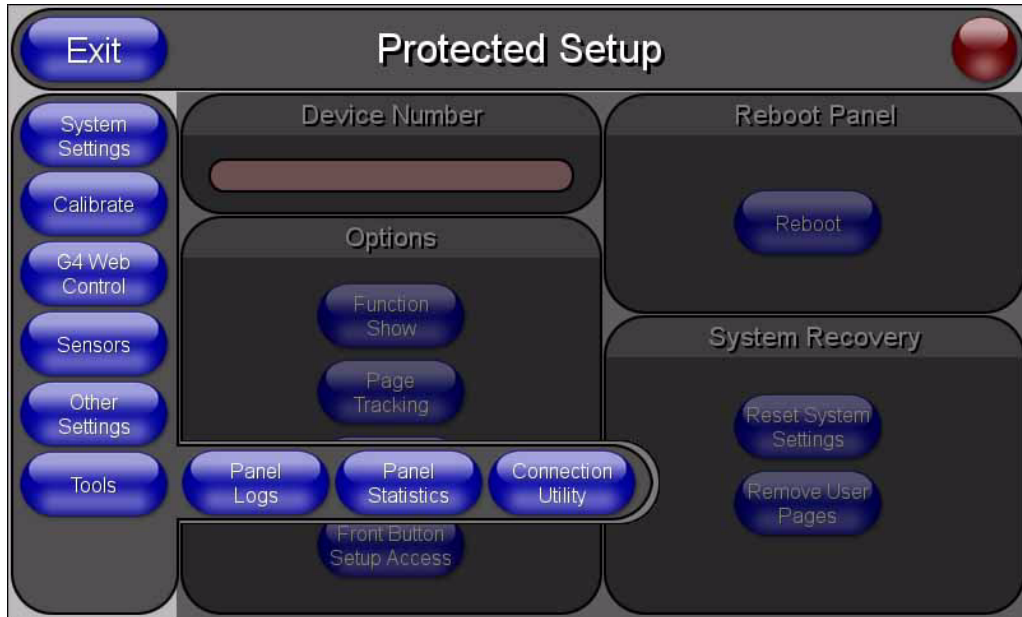 Exit
Protected Setup
System
Settings
Calibrate
G4 Web
Control
Sensors
Other
Settings
Tools
Device Number
Options
Function
Show
Page
Tracking
Panel
Logs
Panel
Statistics
Connection
Utility
Front Button
Setup Access
Reboot Panel
Reboot
System Recovery
Reset System
Settings
Remove User
Pages